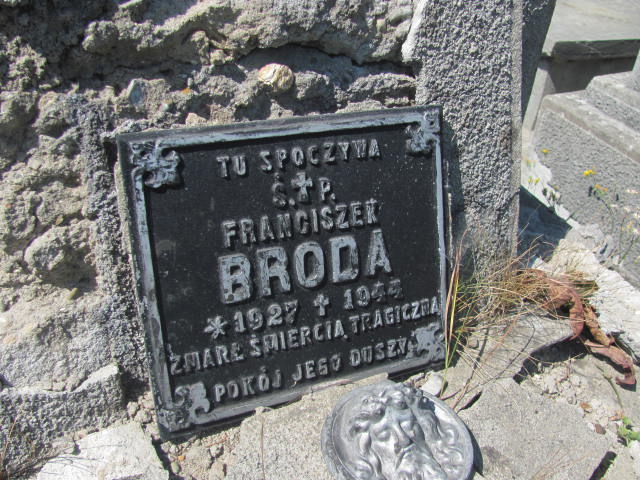 TU SPOCZYWA
Ś.✝P.
FRANCISZEK
BRODA
*1927 ✝ 1944
ZMARŁ ŚMIERCIĄ TRAGICZNĄ
POKÓJ JEGO DUSZY